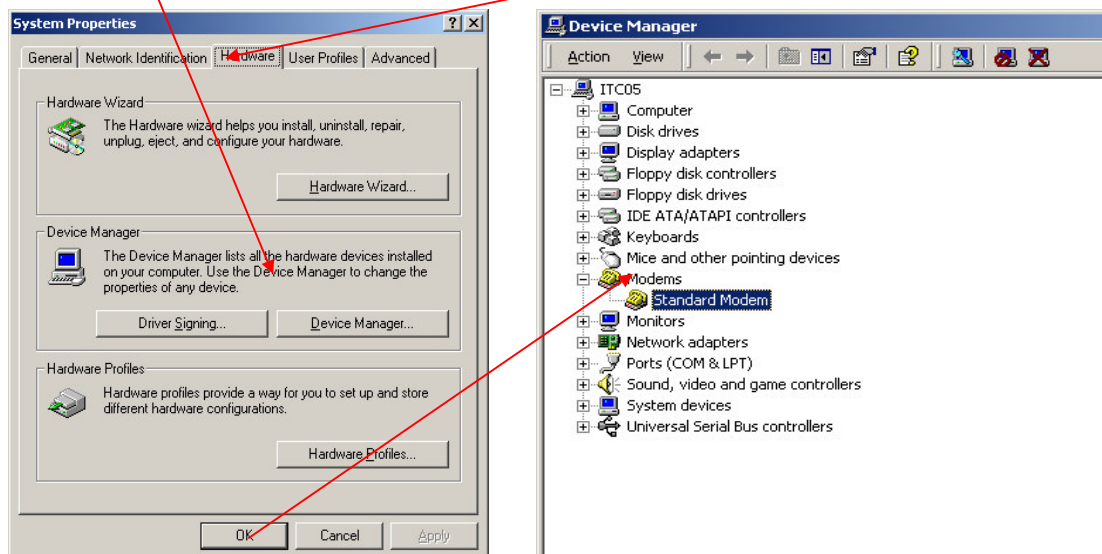 System Properties
General Network Identification Hardware User Profiles Advanced
Hardware Wizard
The Hardware wizard helps you install, uninstall, repair,
unplug, eject, and configure your hardware.
Hardware Wizard...
Device Manager
The Device Manager lists all the hardware devices installed
on your computer. Use the Device Manager to change the
properties of any device.
Driver Signing... Device Manager...
Hardware Profiles
Hardware profiles provide a way for you to set up and store
different hardware configurations.
Hardware Profiles...
OK Cancel Apply
Device Manager
Action View
ITC05
Computer
Disk drives
Display adapters
Floppy disk controllers
Floppy disk drives
IDE ATA/ATAPI controllers
Keyboards
Mice and other pointing devices
Modems
Standard Modem
Monitors
Network adapters
Ports (COM & LPT)
Sound, video and game controllers
System devices
Universal Serial Bus controllers